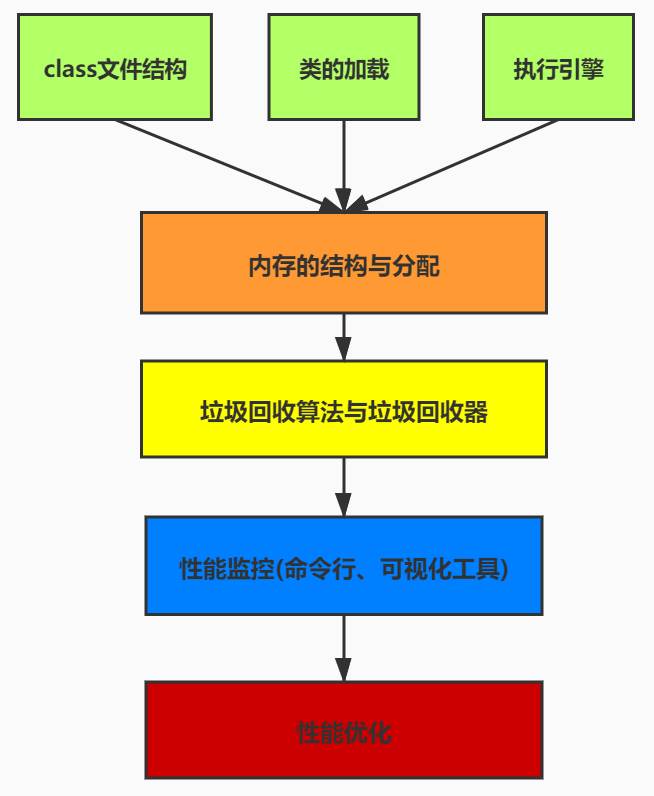 class文件结构
类的加载
执行引擎
内存的结构与分配
垃圾回收算法与垃圾回收器
性能监控(命令行、可视化工具)
性能优化